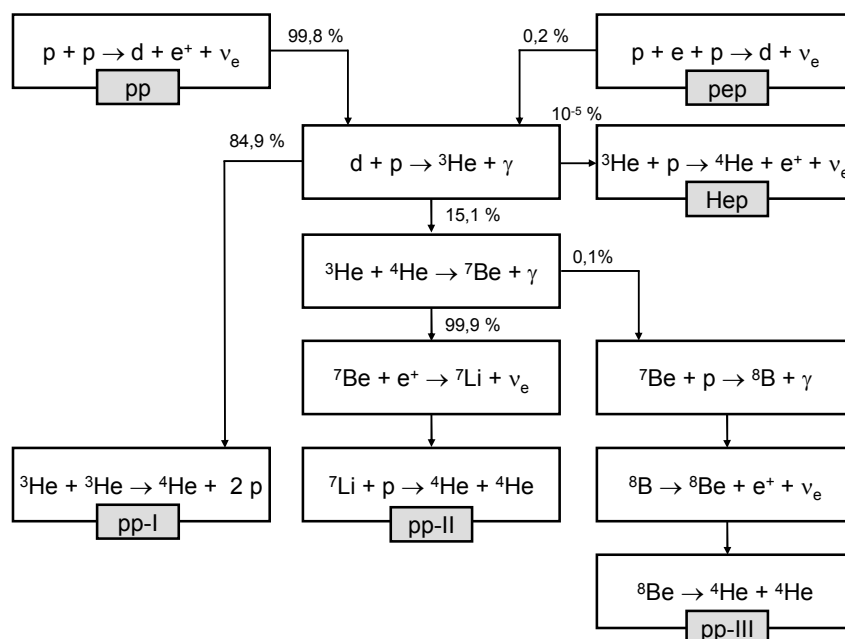 p + p → d + e⁺ + νₑ
pp
99,8 %
0,2 %
p + e + p → d + νₑ
pep
84,9 %
d + p → ³He + γ
10⁻⁵ %
³He + p → ⁴He + e⁺ + νₑ
Hep
15,1 %
³He + ⁴He → ⁷Be + γ
0,1%
99,9 %
⁷Be + e⁺ → ⁷Li + νₑ
⁷Be + p → ⁸B + γ
³He + ³He → ⁴He + 2 p
pp-I
⁷Li + p → ⁴He + ⁴He
pp-II
⁸B → ⁸Be + e⁺ + νₑ
⁸Be → ⁴He + ⁴He
pp-III